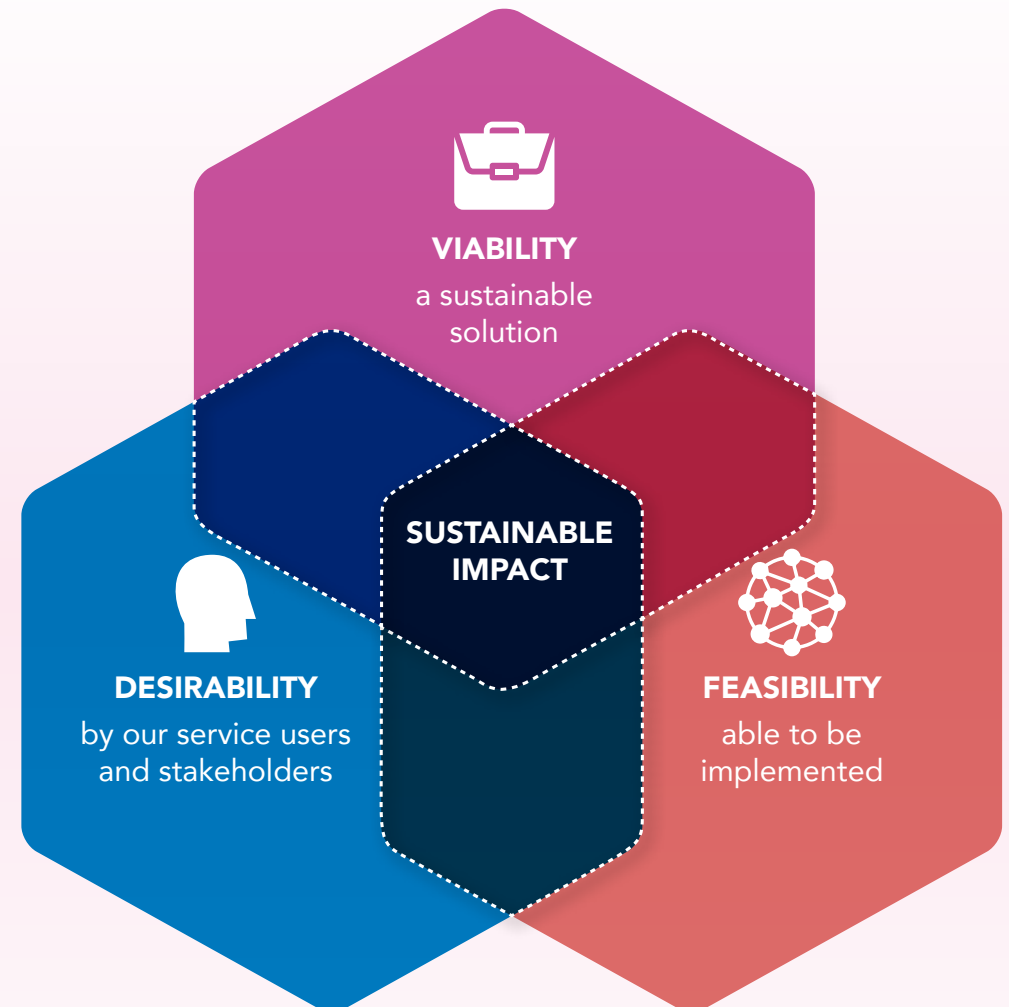 VIABILITY
a sustainable
solution
SUSTAINABLE
IMPACT
DESIRABILITY
by our service users
and stakeholders
FEASIBILITY
able to be
implemented